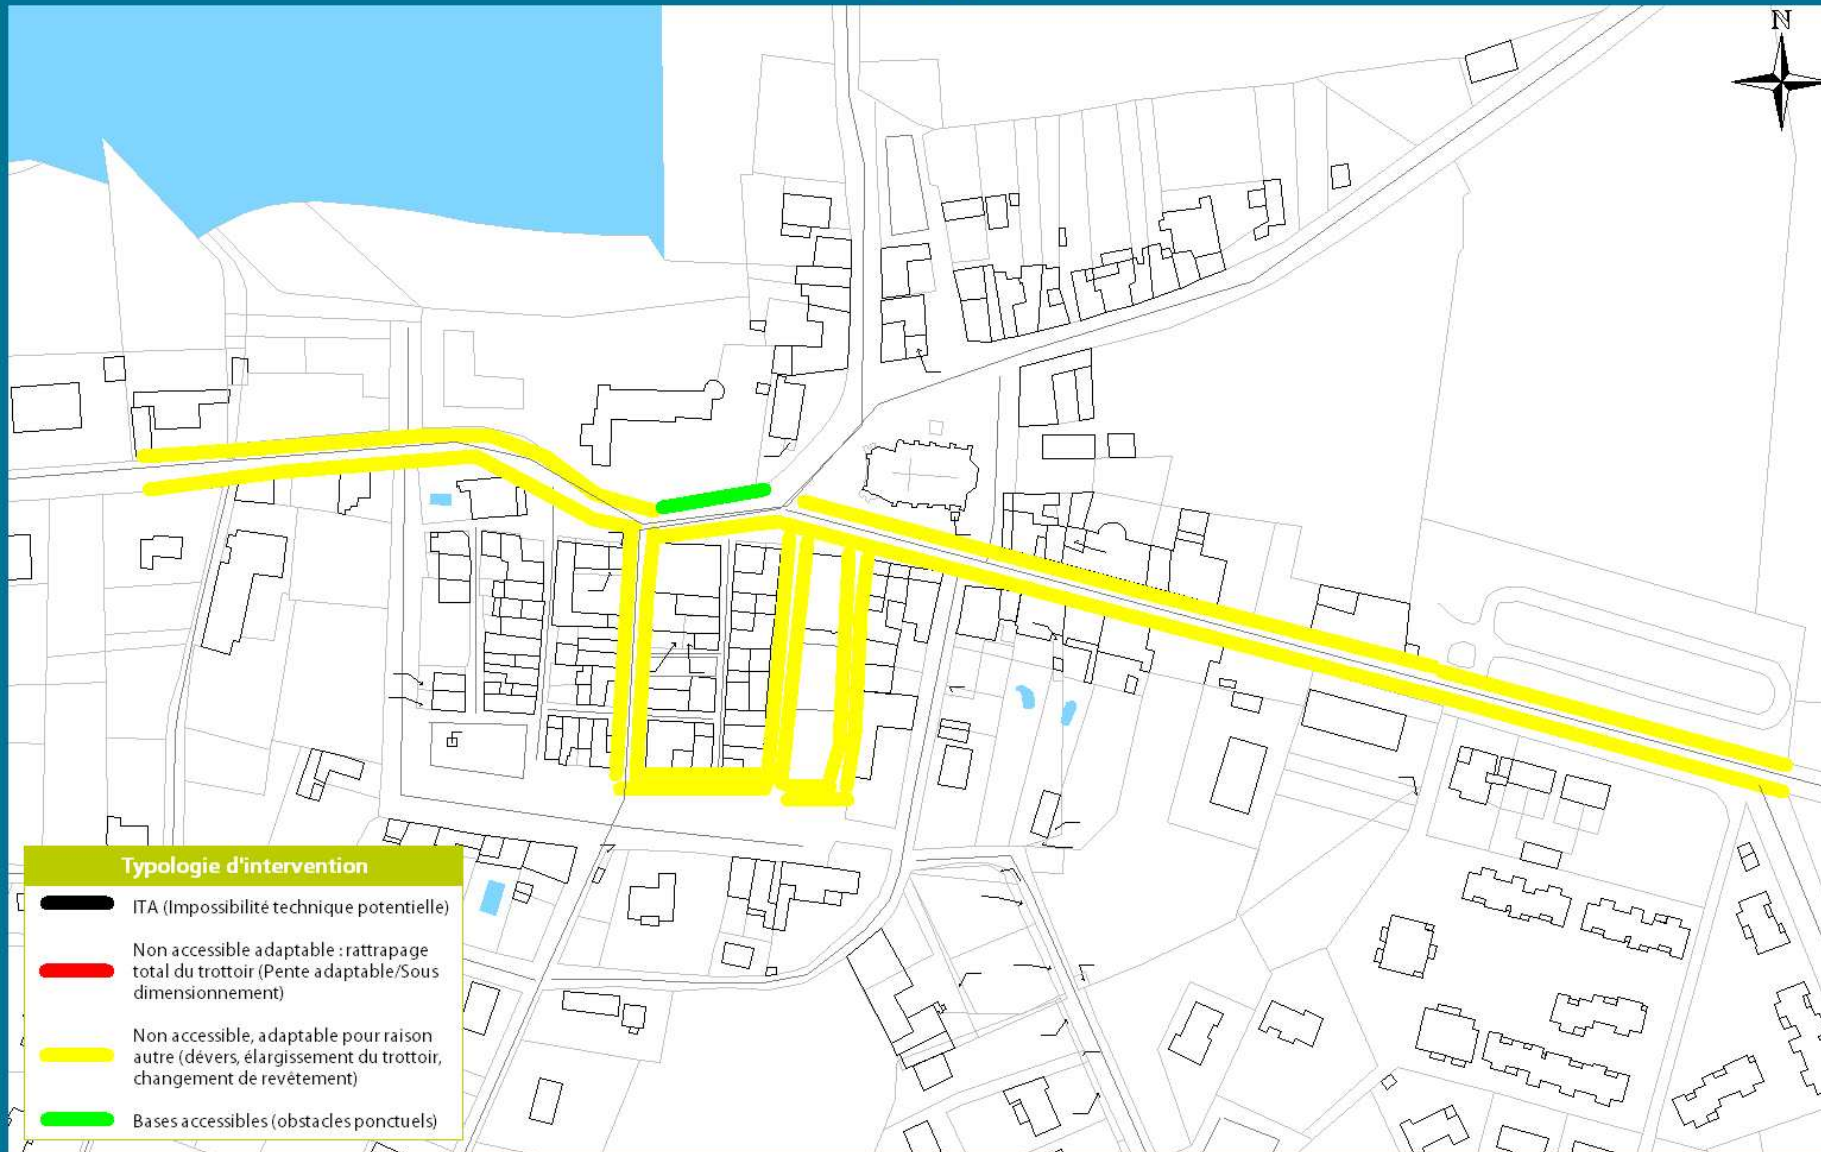 N
Typologie d'intervention
ITA (Impossibilité technique potentielle)
Non accessible adaptable : rattrapage
total du trottoir (Pente adaptable/Sous
dimensionnement)
Non accessible, adaptable pour raison
autre (dévers, élargissement du trottoir,
changement de revêtement)
Bases accessibles (obstacles ponctuels)